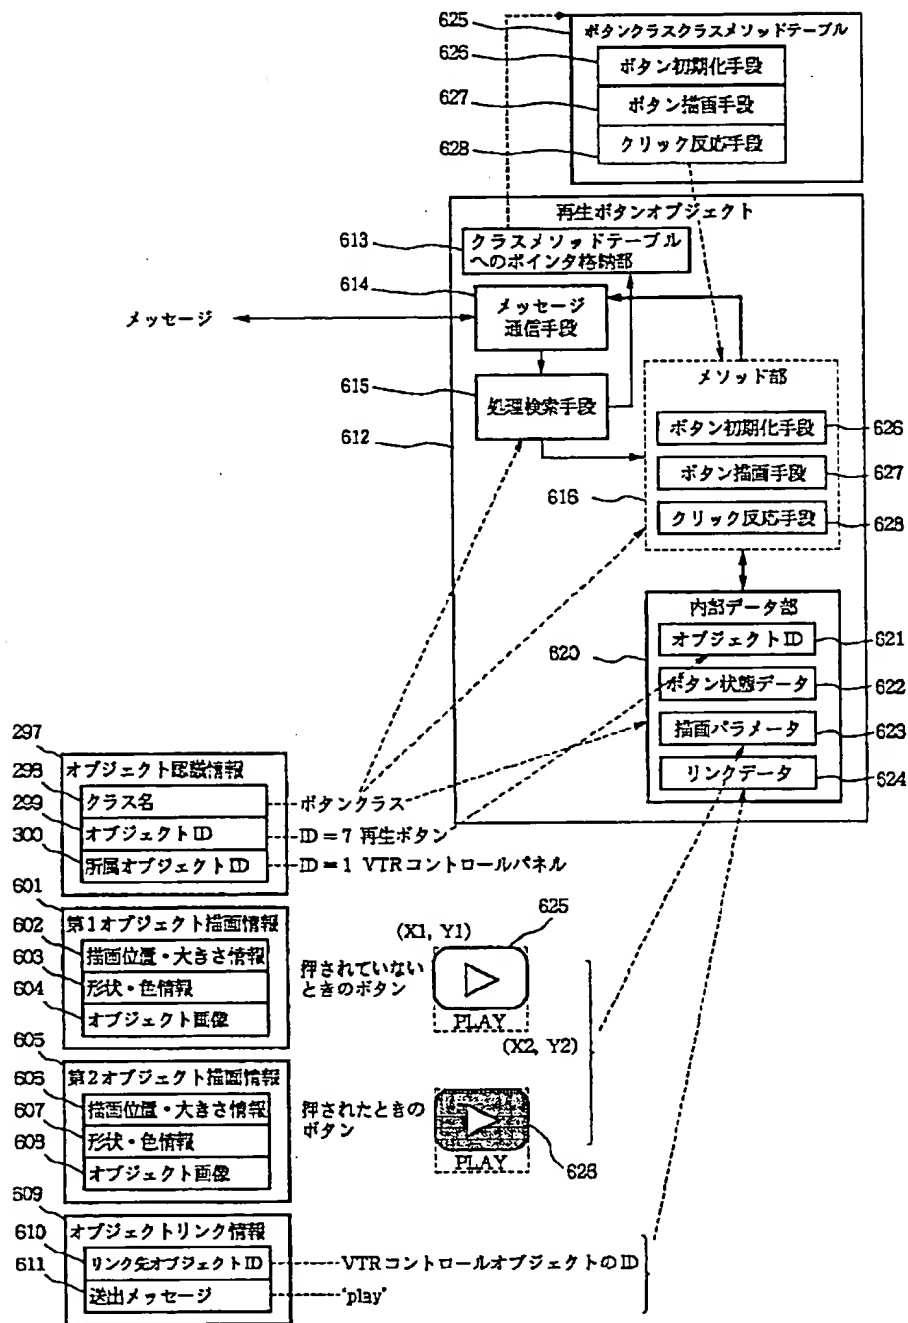 625
ボタンクラスクラスメソッドテーブル
626
ボタン初期化手段
627
ボタン描画手段
628
クリック反応手段
再生ボタンオブジェクト
613
クラスメソッドテーブル
へのポインタ格納部
614
メッセージ
メッセージ
通信手段
615
処理検索手段
612
メソッド部
ボタン初期化手段
626
ボタン描画手段
627
616
クリック反応手段
628
内部データ部
620
オブジェクトID
621
ボタン状態データ
622
描画パラメータ
623
リンクデータ
624
297
オブジェクト認識情報
298
クラス名
ボタンクラス
299
オブジェクトID
ID=7 再生ボタン
300
所属オブジェクトID
ID=1 VTRコントロールパネル
601
第1オブジェクト描画情報
602
描画位置・大きさ情報
603
形状・色情報
604
オブジェクト画像
押されていない
ときのボタン
(X1, Y1)
625
PLAY
(X2, Y2)
605
第2オブジェクト描画情報
606
描画位置・大きさ情報
607
形状・色情報
608
オブジェクト画像
押されたときの
ボタン
PLAY
626
609
オブジェクトリンク情報
610
リンク先オブジェクトID
VTRコントロールオブジェクトのID
611
送出メッセージ
'play'